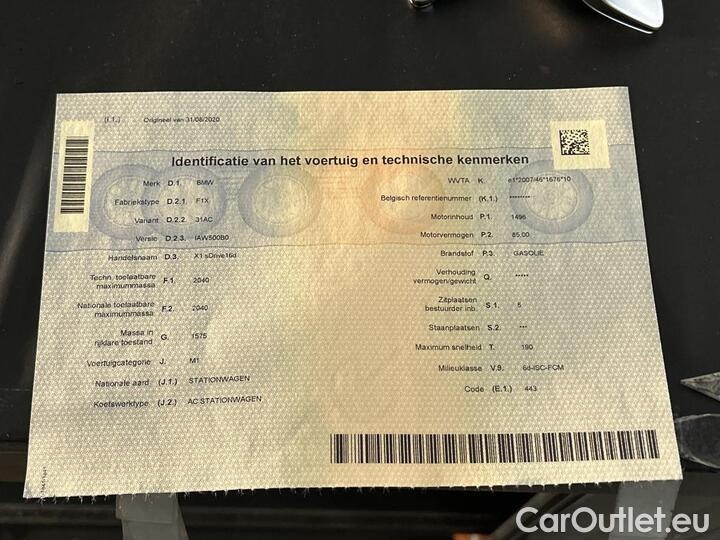 (I.1.) Origineel van 31/08/2020
Identificatie van het voertuig en technische kenmerken
Merk D.1. BMW
Fabriekstype D.2.1. F1X
Variant D.2.2. 31AC
Versie D.2.3. IAW500B0
Handelsnaam D.3. X1 sDrive16d
Techn. toelaatbare
maximummassa F.1. 2040
Nationale toelaatbare
maximummassa F.2. 2040
Massa in
rijklare toestand G. 1575
Voertuigcategorie J. M1
Nationale aard (J.1.) STATIONWAGEN
Koetswerktype (J.2.) AC STATIONWAGEN
WVTA K. e1*2007/46*1676*10
Belgisch referentienummer (K.1.) ********
Motorinhoud P.1. 1496
Motorvermogen P.2. 85,00
Brandstof P.3. GASOLIE
Verhouding
vermogen/gewicht Q. *****
Zitplaatsen
bestuurder inb. S.1. 5
Staanplaatsen S.2. ***
Maximum snelheid T. 190
Milieuklasse V.9. 6d-ISC-FCM
Code (E.1.) 443
CarOutlet.eu